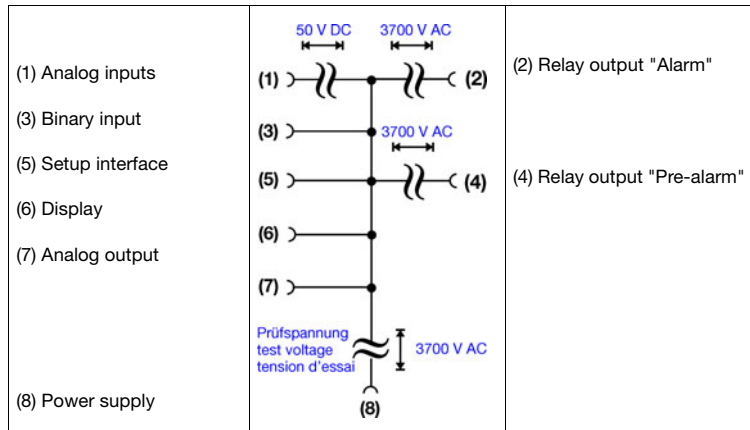 (1) Analog inputs
(3) Binary input
(5) Setup interface
(6) Display
(7) Analog output
(8) Power supply
50 V DC
3700 V AC
(1)
(2)
(3)
3700 V AC
(5)
(4)
(6)
(7)
Prüfspannung
test voltage
tension d'essai
3700 V AC
(8)
(2) Relay output "Alarm"
(4) Relay output "Pre-alarm"